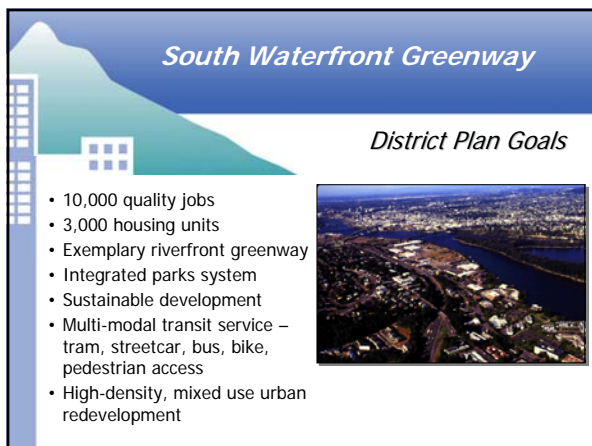 South Waterfront Greenway
District Plan Goals
• 10,000 quality jobs
• 3,000 housing units
• Exemplary riverfront greenway
• Integrated parks system
• Sustainable development
• Multi-modal transit service –
tram, streetcar, bus, bike,
pedestrian access
• High-density, mixed use urban
redevelopment